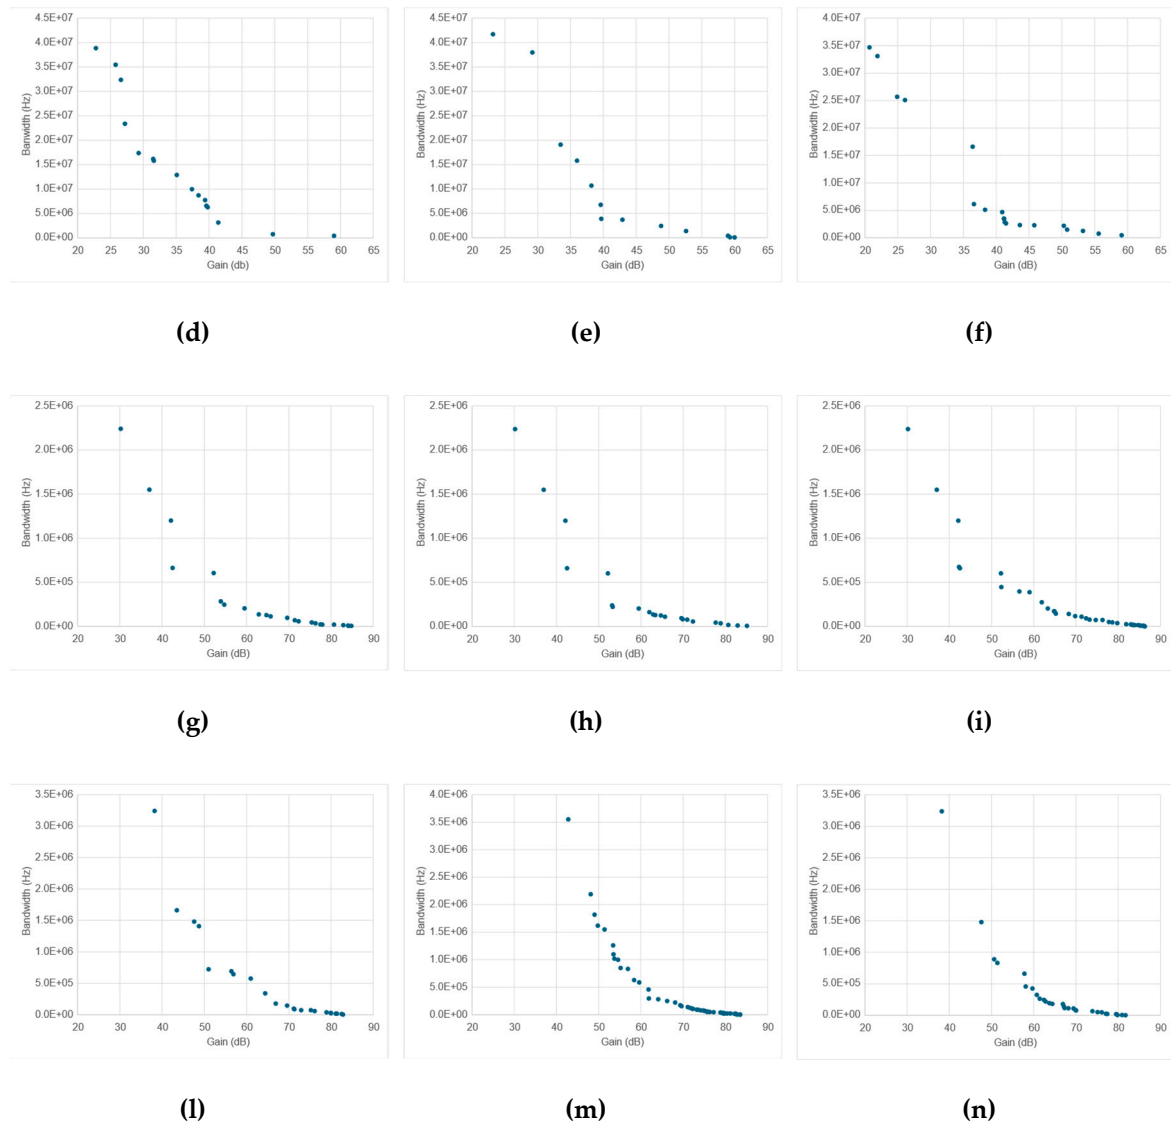 4.5E+07
4.0E+07
3.5E+07
3.0E+07
2.5E+07
2.0E+07
1.5E+07
1.0E+07
5.0E+06
0.0E+00
Banwidth (Hz)
20 25 30 35 40 45 50 55 60 65
Gain (db)
(d)
4.5E+07
4.0E+07
3.5E+07
3.0E+07
2.5E+07
2.0E+07
1.5E+07
1.0E+07
5.0E+06
0.0E+00
Bandwidth (Hz)
20 25 30 35 40 45 50 55 60 65
Gain (dB)
(e)
4.0E+07
3.5E+07
3.0E+07
2.5E+07
2.0E+07
1.5E+07
1.0E+07
5.0E+06
0.0E+00
Bandwidth (Hz)
20 25 30 35 40 45 50 55 60 65
Gain (dB)
(f)
2.5E+06
2.0E+06
1.5E+06
1.0E+06
5.0E+05
0.0E+00
Bandwidth (Hz)
20 30 40 50 60 70 80 90
Gain (dB)
(g)
2.5E+06
2.0E+06
1.5E+06
1.0E+06
5.0E+05
0.0E+00
Bandwidth (Hz)
20 30 40 50 60 70 80 90
Gain (dB)
(h)
2.5E+06
2.0E+06
1.5E+06
1.0E+06
5.0E+05
0.0E+00
Bandwidth (Hz)
20 30 40 50 60 70 80 90
Gain (dB)
(i)
3.5E+06
3.0E+06
2.5E+06
2.0E+06
1.5E+06
1.0E+06
5.0E+05
0.0E+00
Bandwidth (Hz)
20 30 40 50 60 70 80 90
Gain (dB)
(l)
4.0E+06
3.5E+06
3.0E+06
2.5E+06
2.0E+06
1.5E+06
1.0E+06
5.0E+05
0.0E+00
Bandwidth (Hz)
20 30 40 50 60 70 80 90
Gain (dB)
(m)
3.5E+06
3.0E+06
2.5E+06
2.0E+06
1.5E+06
1.0E+06
5.0E+05
0.0E+00
Bandwidth (Hz)
20 30 40 50 60 70 80 90
Gain (dB)
(n)